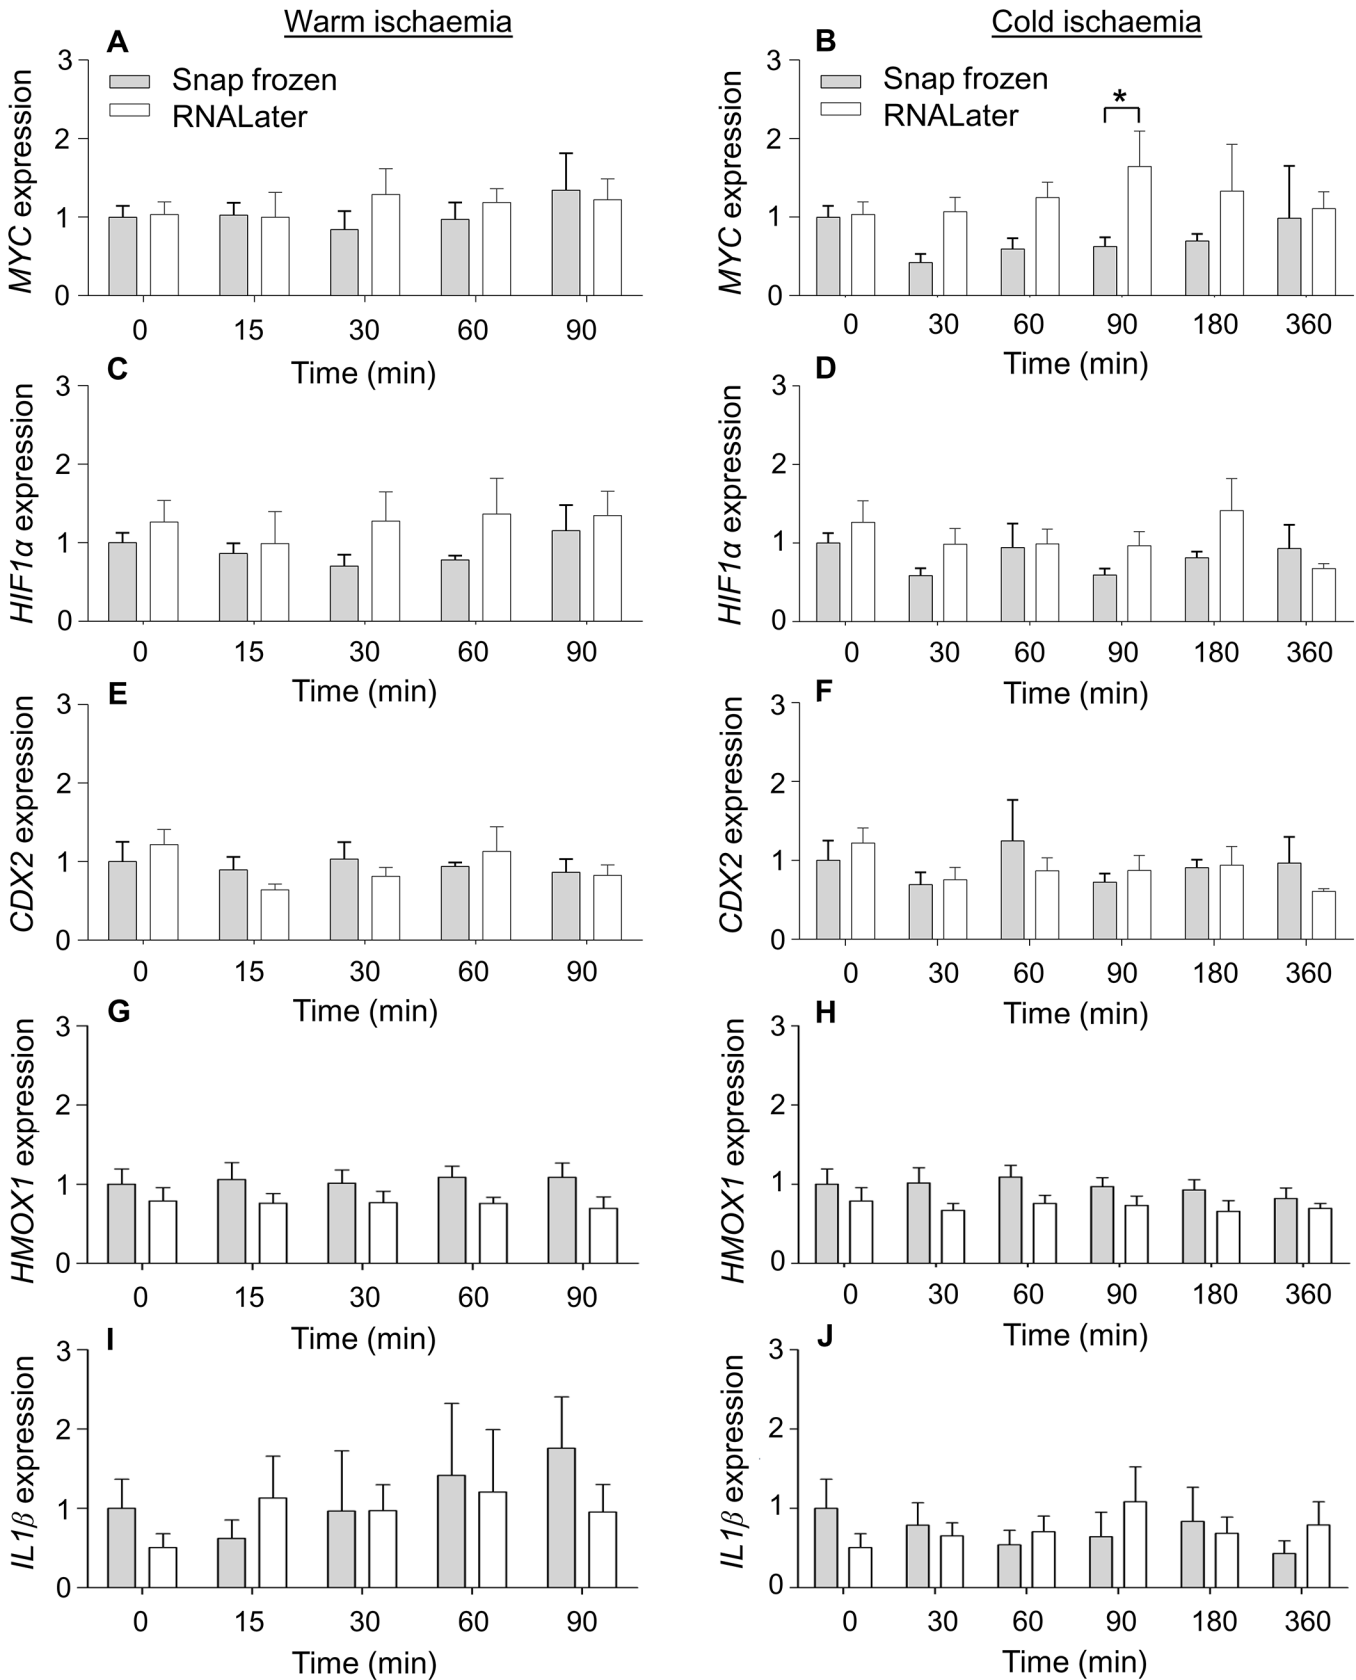 Warm ischaemia
Cold ischaemia
A
3
2
1
0
MYC expression
Snap frozen
RNALater
0 15 30 60 90
Time (min)
B
3
2
1
0
MYC expression
Snap frozen
RNALater
*
0 30 60 90 180 360
Time (min)
C
3
2
1
0
HIF1α expression
0 15 30 60 90
Time (min)
D
3
2
1
0
HIF1α expression
0 30 60 90 180 360
Time (min)
E
3
2
1
0
CDX2 expression
0 15 30 60 90
Time (min)
F
3
2
1
0
CDX2 expression
0 30 60 90 180 360
Time (min)
G
3
2
1
0
HMOX1 expression
0 15 30 60 90
Time (min)
H
3
2
1
0
HMOX1 expression
0 30 60 90 180 360
Time (min)
I
3
2
1
0
IL1β expression
0 15 30 60 90
Time (min)
J
3
2
1
0
IL1β expression
0 30 60 90 180 360
Time (min)